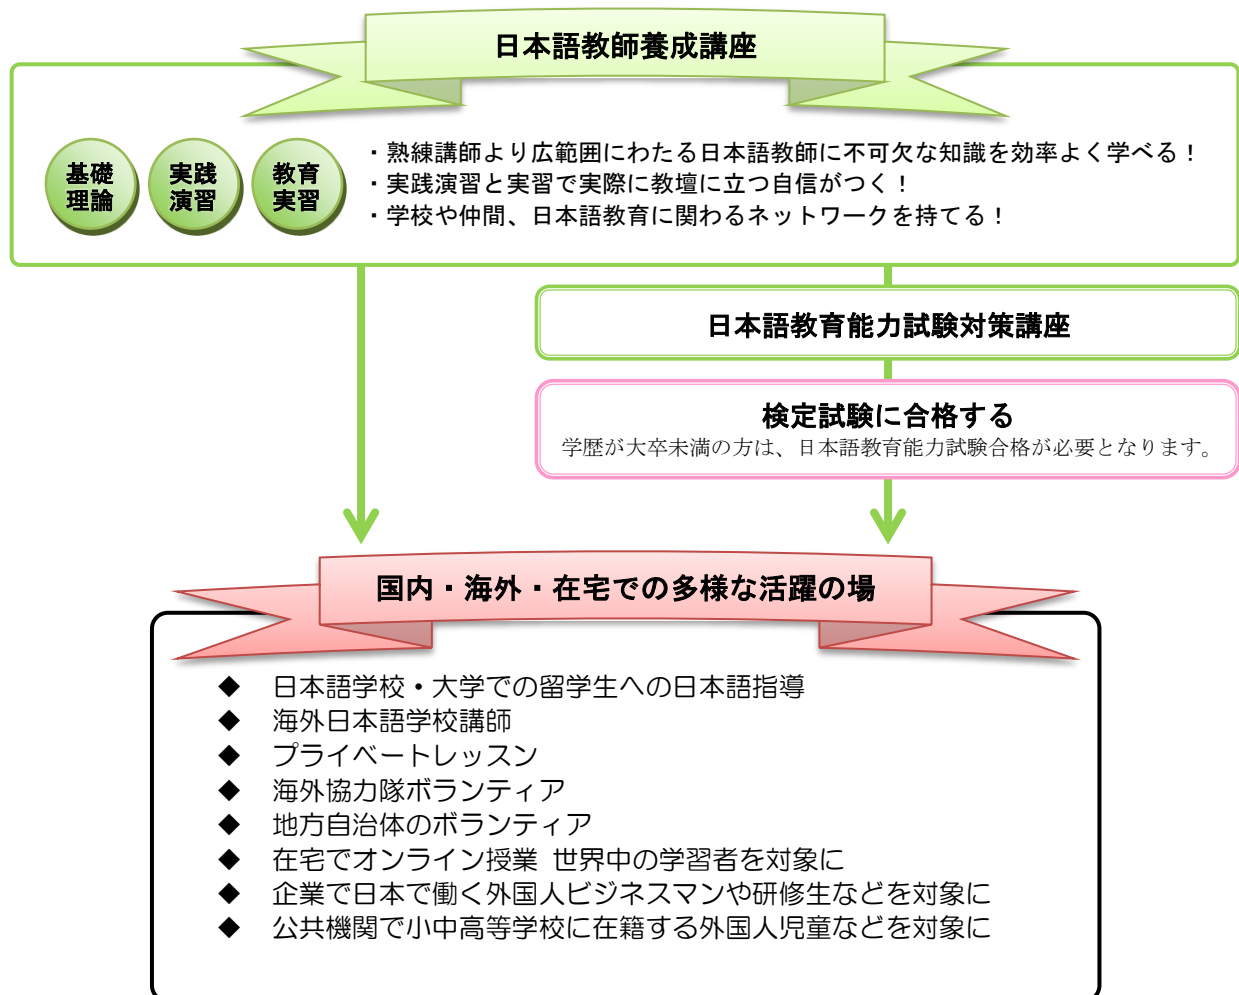 日本語教師養成講座
基礎
理論
実践
演習
教育
実習
・熟練講師より広範囲にわたる日本語教師に不可欠な知識を効率よく学べる！
・実践演習と実習で実際に教壇に立つ自信がつく！
・学校や仲間、日本語教育に関わるネットワークを持てる！
日本語教育能力試験対策講座
検定試験に合格する
学歴が大卒未満の方は、日本語教育能力試験合格が必要となります。
国内・海外・在宅での多様な活躍の場
◆ 日本語学校・大学での留学生への日本語指導
◆ 海外日本語学校講師
◆ プライベートレッスン
◆ 海外協力隊ボランティア
◆ 地方自治体のボランティア
◆ 在宅でオンライン授業 世界中の学習者を対象に
◆ 企業で日本で働く外国人ビジネスマンや研修生などを対象に
◆ 公共機関で小中高等学校に在籍する外国人児童などを対象に